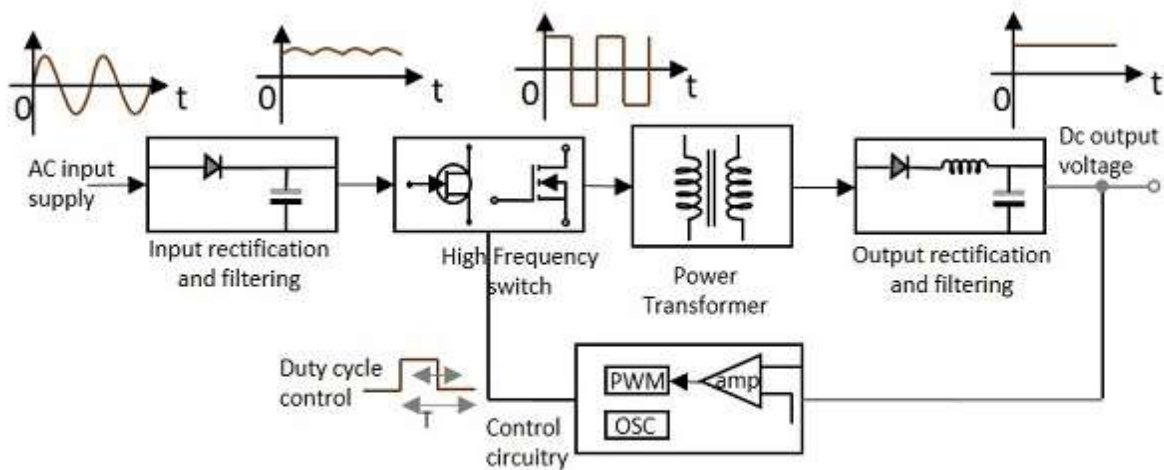 t
0
t
0
t
0
t
0
AC input
supply
Dc output
voltage
Input rectification
and filtering
High Frequency
switch
Power
Transformer
Output rectification
and filtering
Duty cycle
control
T
PWM
amp
OSC
Control
circuitry